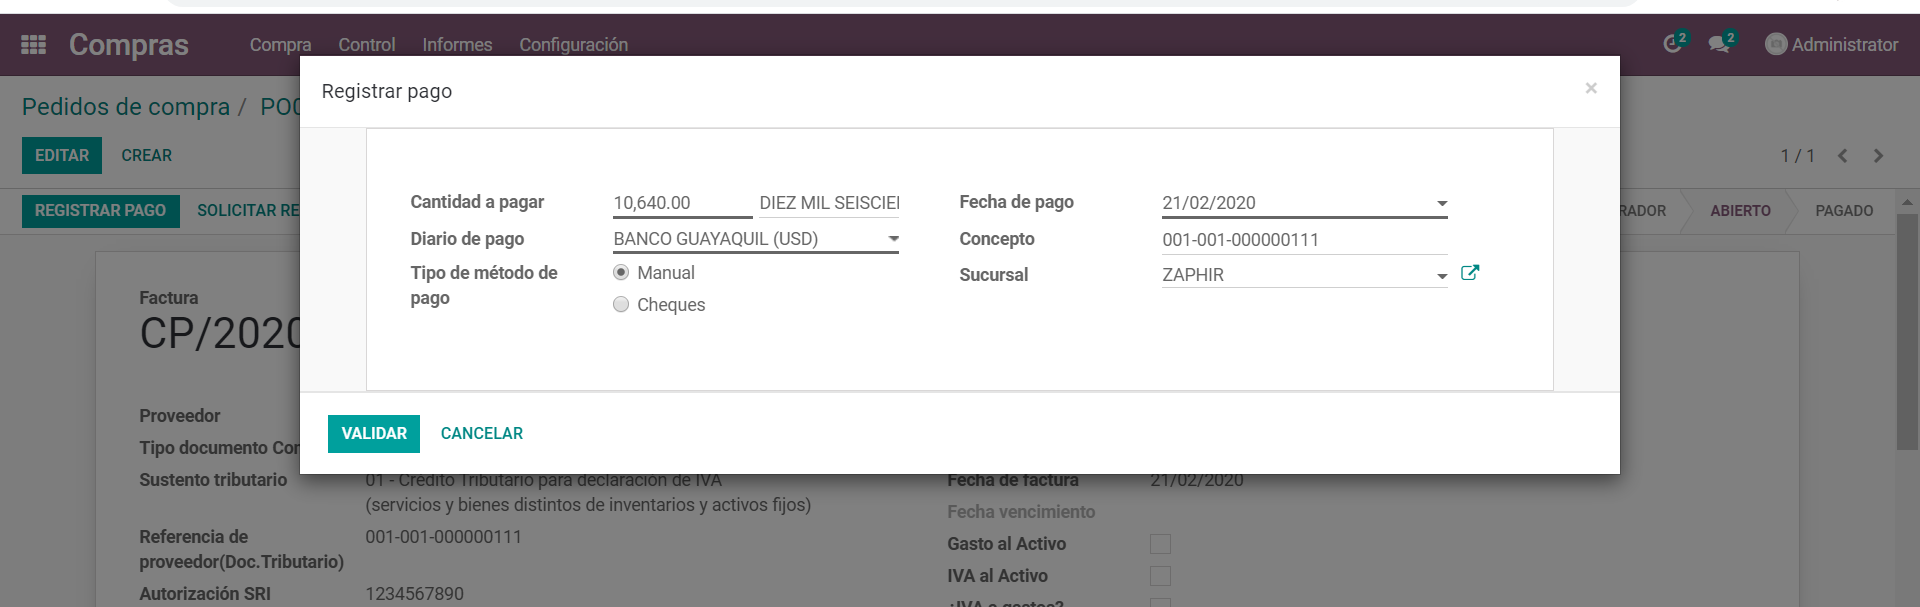 Compras
Compra Control Informes Configuración
2 2 Administrator
Registrar pago ×
Pedidos de compra / PO
EDITAR CREAR
1 / 1
REGISTRAR PAGO SOLICITAR RE
RADOR ABIERTO PAGADO
Cantidad a pagar 10,640.00 DIEZ MIL SEISCIE
Fecha de pago 21/02/2020
Diario de pago BANCO GUAYAQUIL (USD)
Concepto 001-001-000000111
Tipo de método de pago Manual
Cheques
Sucursal ZAPHIR
VALIDAR CANCELAR
Factura
CP/2020
Proveedor
Tipo documento Cor
Sustento tributario 01 - Crédito Tributario para declaración de IVA
(servicios y bienes distintos de inventarios y activos fijos)
Referencia de
proveedor(Doc.Tributario) 001-001-000000111
Autorización SRI 1234567890
Fecha de factura 21/02/2020
Fecha vencimiento
Gasto al Activo
IVA al Activo
¿IVA a gastos?